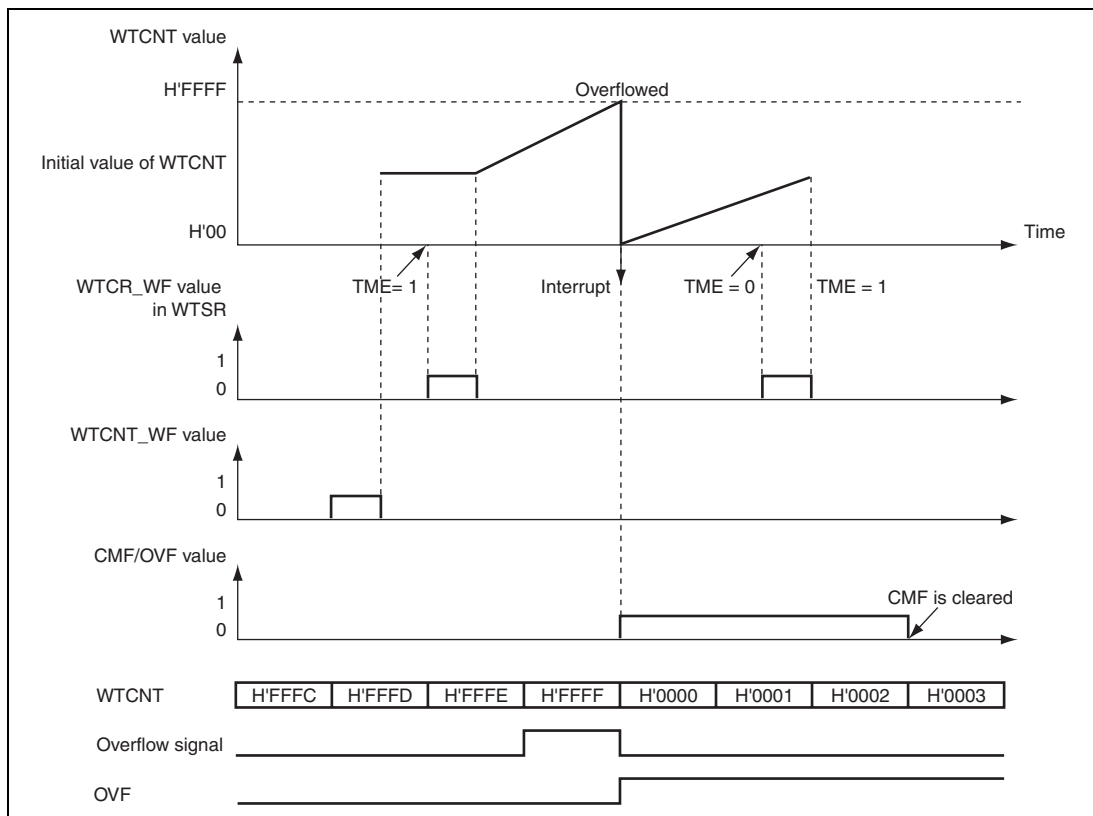 WTCNT value
H'FFFF
Overflowed
Initial value of WTCNT
H'00
Time
TME= 1
Interrupt
TME = 0
TME = 1
WTCR_WF value
in WTSR
1
0
WTCNT_WF value
1
0
CMF/OVF value
1
0
CMF is cleared
WTCNT H'FFFC H'FFFD H'FFFE H'FFFF H'0000 H'0001 H'0002 H'0003
Overflow signal
OVF